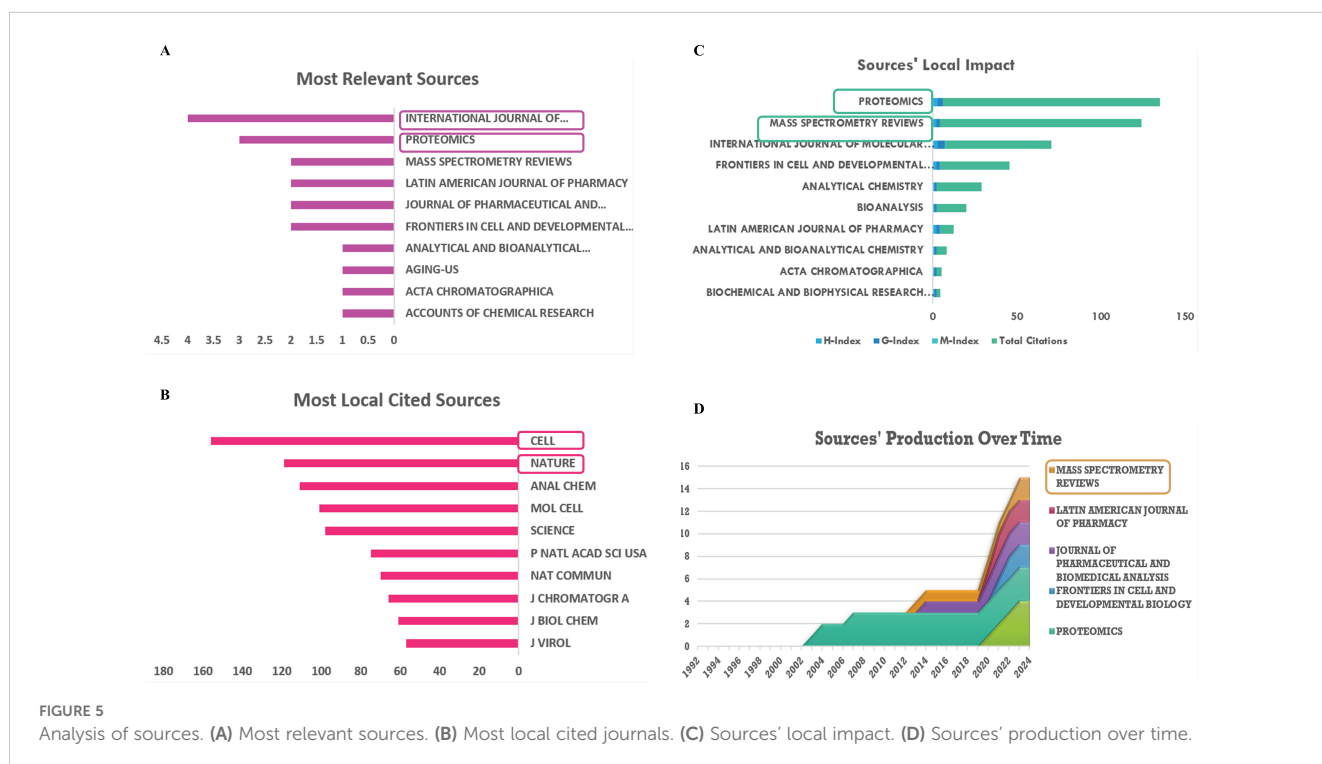 A
Most Relevant Sources
INTERNATIONAL JOURNAL OF...
PROTEOMICS
MASS SPECTROMETRY REVIEWS
LATIN AMERICAN JOURNAL OF PHARMACY
JOURNAL OF PHARMACEUTICAL AND...
FRONTIERS IN CELL AND DEVELOPMENTAL...
ANALYTICAL AND BIOANALYTICAL...
AGING-US
ACTA CHROMATOGRAPHICA
ACCOUNTS OF CHEMICAL RESEARCH
4.5 4 3.5 3 2.5 2 1.5 1 0.5 0
C
Sources' Local Impact
PROTEOMICS
MASS SPECTROMETRY REVIEWS
INTERNATIONAL JOURNAL OF MOLECULAR...
FRONTIERS IN CELL AND DEVELOPMENTAL...
ANALYTICAL CHEMISTRY
BIOANALYSIS
LATIN AMERICAN JOURNAL OF PHARMACY
ANALYTICAL AND BIOANALYTICAL CHEMISTRY
ACTA CHROMATOGRAPHICA
BIOCHEMICAL AND BIOPHYSICAL RESEARCH...
0 50 100 150
H-Index G-Index M-Index Total Citations
B
Most Local Cited Sources
CELL
NATURE
ANAL CHEM
MOL CELL
SCIENCE
P NATL ACAD SCI USA
NAT COMMUN
J CHROMATOGR A
J BIOL CHEM
J VIROL
180 160 140 120 100 80 60 40 20 0
D
Sources' Production Over Time
16
14
12
10
8
6
4
2
0
1992 1994 1996 1998 2000 2002 2004 2006 2008 2010 2012 2014 2016 2018 2020 2022 2024
MASS SPECTROMETRY
REVIEWS
LATIN AMERICAN JOURNAL
OF PHARMACY
JOURNAL OF
PHARMACEUTICAL AND
BIOMEDICAL ANALYSIS
FRONTIERS IN CELL AND
DEVELOPMENTAL BIOLOGY
PROTEOMICS
FIGURE 5
Analysis of sources. (A) Most relevant sources. (B) Most local cited journals. (C) Sources' local impact. (D) Sources' production over time.